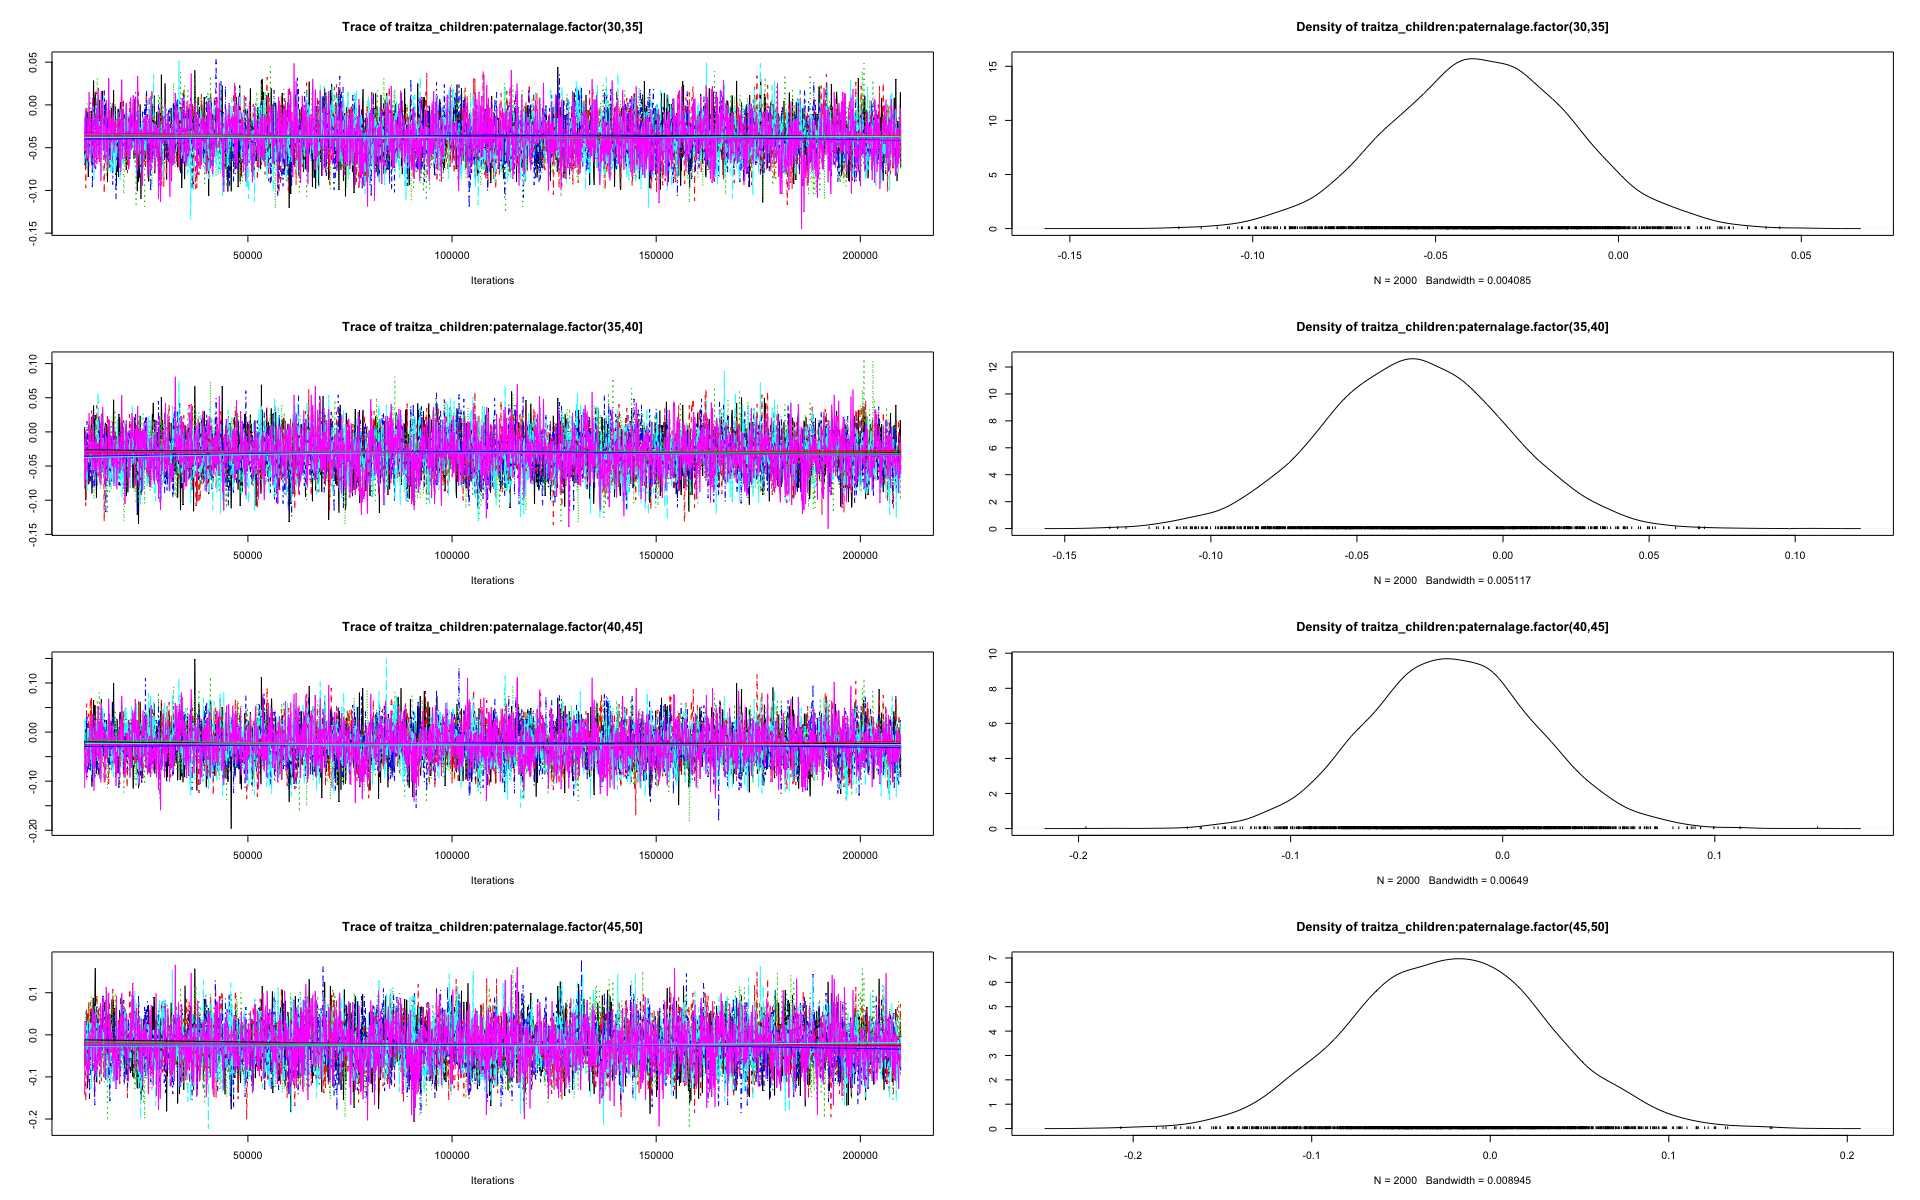 Trace of traitza_children:paternalage.factor(30,35]
0.05
0.00
-0.05
-0.10
-0.15
50000 100000 150000 200000
Iterations
Density of traitza_children:paternalage.factor(30,35]
15
10
5
0
-0.15 -0.10 -0.05 0.00 0.05
N = 2000 Bandwidth = 0.004085
Trace of traitza_children:paternalage.factor(35,40]
0.10
0.05
0.00
-0.05
-0.10
-0.15
50000 100000 150000 200000
Iterations
Density of traitza_children:paternalage.factor(35,40]
12
10
8
6
4
2
0
-0.15 -0.10 -0.05 0.00 0.05 0.10
N = 2000 Bandwidth = 0.005117
Trace of traitza_children:paternalage.factor(40,45]
0.10
0.00
-0.10
-0.20
50000 100000 150000 200000
Iterations
Density of traitza_children:paternalage.factor(40,45]
10
8
6
4
2
0
-0.2 -0.1 0.0 0.1
N = 2000 Bandwidth = 0.00649
Trace of traitza_children:paternalage.factor(45,50]
0.1
0.0
-0.1
-0.2
50000 100000 150000 200000
Iterations
Density of traitza_children:paternalage.factor(45,50]
7
6
5
4
3
2
1
0
-0.2 -0.1 0.0 0.1 0.2
N = 2000 Bandwidth = 0.008945